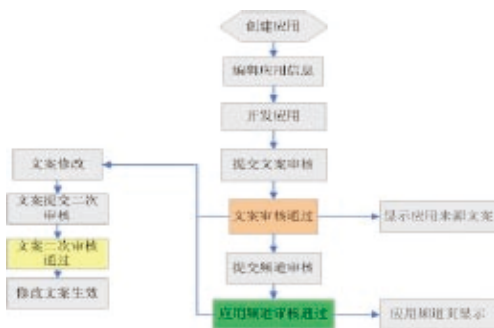 创建应用
编辑应用信息
开发应用
提交文案审核
文案修改
文案提交二次
审核
文案审核通过
显示应用来源文案
文案二次审核
通过
提交频道审核
修改文案生效
应用频道审核通过
应用频道页显示